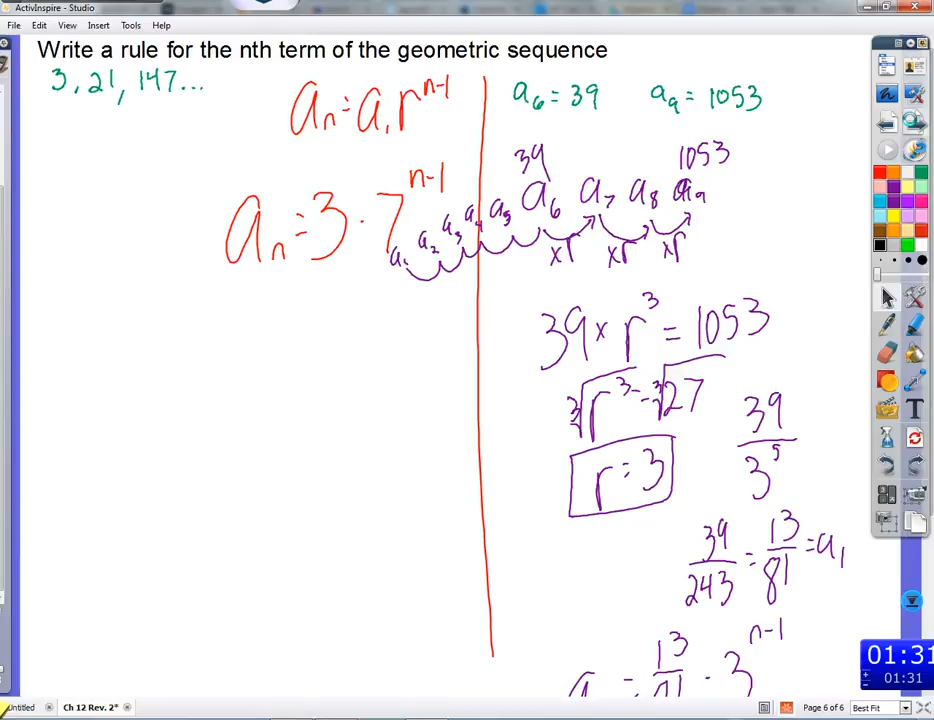 ActivInspire - Studio
File Edit View Insert Tools Help
Write a rule for the nth term of the geometric sequence
3, 21, 147...
aₙ = a₁rⁿ⁻¹
aₙ = 3 · 7ⁿ⁻¹
a₆ = 39 a₉ = 1053
39 1053
a₁ a₂ a₃ a₄ a₅ a₆ a₇ a₈ a₉
×r ×r ×r
39 × r³ = 1053
∛r³ = ∛27
r = 3
39/3⁵
39/243 = 13/81 = a₁
= 13/81 · 3ⁿ⁻¹
01:31
01:31
Untitled Ch 12 Rev. 2* Page 6 of 6 Best Fit